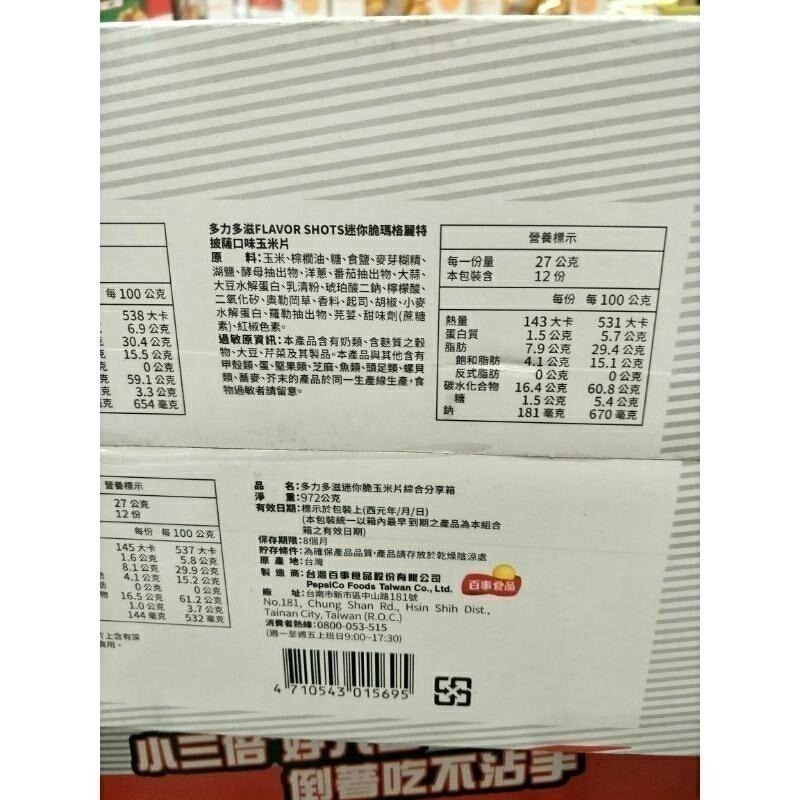 每 100 公克
538 大卡
6.9 公克
30.4 公克
15.5 公克
0 公克
59.1 公克
3.3 公克
654 毫克
多力多滋FLAVOR SHOTS迷你脆瑪格麗特
披薩口味玉米片
原　　料:玉米、棕櫚油、糖、食鹽、麥芽糊精、
湖鹽、酵母抽出物、洋蔥、番茄抽出物、大蒜、
大豆水解蛋白、乳清粉、琥珀酸二鈉、檸檬酸、
二氧化矽、奧勒岡草、香料、起司、胡椒、小麥
水解蛋白、羅勒抽出物、芫荽、甜味劑(蔗糖
素)、紅椒色素。
過敏原資訊:本產品含有奶類、含麩質之穀
物、大豆、芹菜及其製品。本產品與其他含有
甲殼類、蛋、堅果類、芝麻、魚類、頭足類、螺貝
類、蕎麥、芥末的產品於同一生產線生產,食
物過敏者請留意。
營養標示
每一份量 27 公克
本包裝含 12 份
每份 每 100 公克
熱量 143 大卡 531 大卡
蛋白質 1.5 公克 5.7 公克
脂肪 7.9 公克 29.4 公克
飽和脂肪 4.1 公克 15.1 公克
反式脂肪 0 公克 0 公克
碳水化合物 16.4 公克 60.8 公克
糖 1.5 公克 5.4 公克
鈉 181 毫克 670 毫克
營養標示
27 公克
12 份
每份 每 100 公克
145 大卡 537 大卡
1.6 公克 5.8 公克
8.1 公克 29.9 公克
4.1 公克 15.2 公克
0 公克 0 公克
物 16.5 公克 61.2 公克
1.0 公克 3.7 公克
144 毫克 532 毫克
品　　名:多力多滋迷你脆玉米片綜合分享箱
淨　　重:972公克
有效日期:標示於包裝上(西元年/月/日)
(本包裝統一以箱內最早到期之產品為本組合
箱之有效日期)
保存期限:8個月
貯存條件:為確保產品品質,產品請存放於乾燥陰涼處
原 產 地:台灣
製 造 商:台灣百事食品股份有限公司
PepsiCo Foods Taiwan Co., Ltd.
百事食品
廠　　址:台南市新市區中山路181號
No.181, Chung Shan Rd., Hsin Shih Dist.,
Tainan City, Taiwan (R.O.C.)
消費者熱線:0800-053-515
(週一至週五上班日9:00~17:30)
4 710543 015695
小三倍
倒著吃不沾手